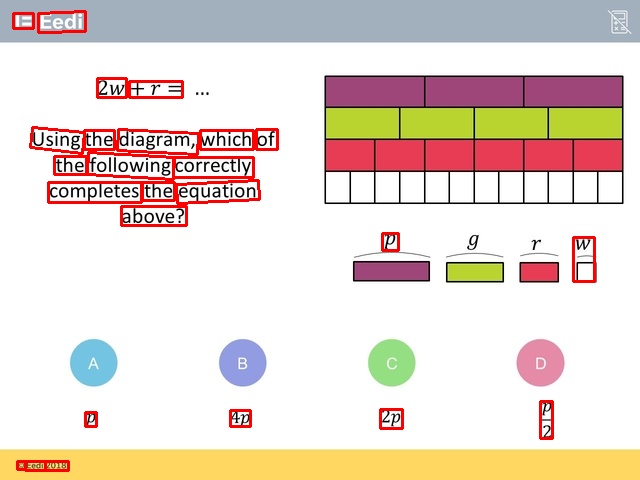 Eedi
2w + r = ...
Using the diagram, which of
the following correctly
completes the equation
above?
p g r w
A B C D
p 4p 2p p/2
© Eedi 2018